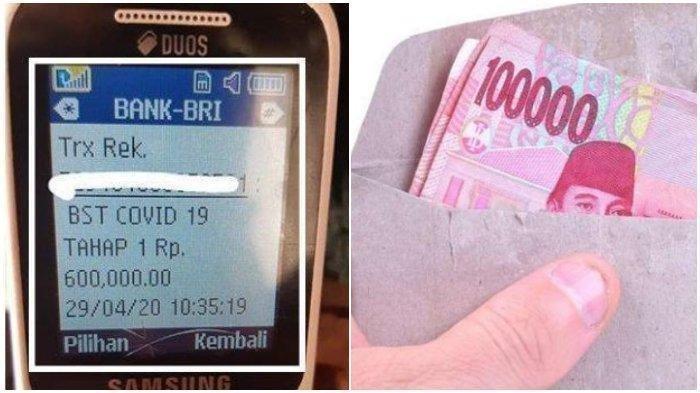 DUOS
BANK-BRI
Trx Rek.
BST COVID 19
TAHAP 1 Rp.
600,000.00
29/04/20 10:35:19
Pilihan Kembali
SAMSUNG
100000